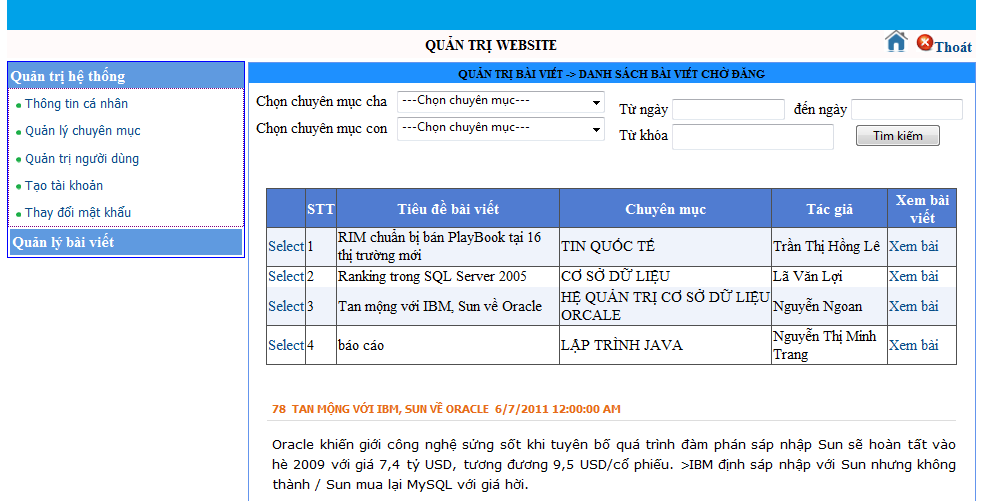 QUẢN TRỊ WEBSITE
Thoát
Quản trị hệ thống
Thông tin cá nhân
Quản lý chuyên mục
Quản trị người dùng
Tạo tài khoản
Thay đổi mật khẩu
Quản lý bài viết
QUẢN TRỊ BÀI VIẾT -> DANH SÁCH BÀI VIẾT CHỜ ĐĂNG
Chọn chuyên mục cha ---Chọn chuyên mục---
Từ ngày đến ngày
Chọn chuyên mục con ---Chọn chuyên mục---
Từ khóa Tìm kiếm
STT Tiêu đề bài viết Chuyên mục Tác giả Xem bài viết
Select 1 RIM chuẩn bị bán PlayBook tại 16 thị trường mới TIN QUỐC TẾ Trần Thị Hồng Lê Xem bài
Select 2 Ranking trong SQL Server 2005 CƠ SỞ DỮ LIỆU Lã Văn Lợi Xem bài
Select 3 Tan mộng với IBM, Sun về Oracle HỆ QUẢN TRỊ CƠ SỞ DỮ LIỆU ORCALE Nguyễn Ngoan Xem bài
Select 4 báo cáo LẬP TRÌNH JAVA Nguyễn Thị Minh Trang Xem bài
78 TAN MỘNG VỚI IBM, SUN VỀ ORACLE 6/7/2011 12:00:00 AM
Oracle khiến giới công nghệ sửng sốt khi tuyên bố quá trình đàm phán sáp nhập Sun sẽ hoàn tất vào
hè 2009 với giá 7,4 tỷ USD, tương đương 9,5 USD/cổ phiếu. >IBM định sáp nhập với Sun nhưng không
thành / Sun mua lại MySQL với giá hời.